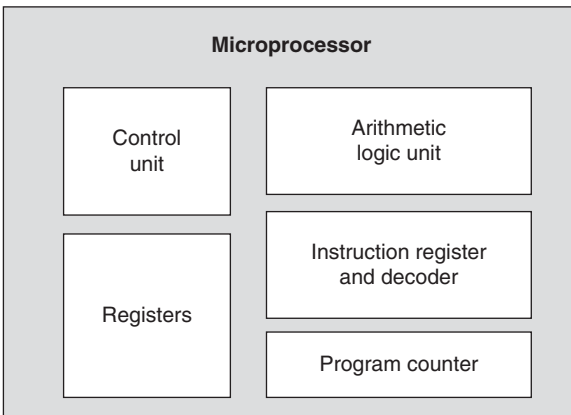 Microprocessor
Control
unit
Arithmetic
logic unit
Registers
Instruction register
and decoder
Program counter